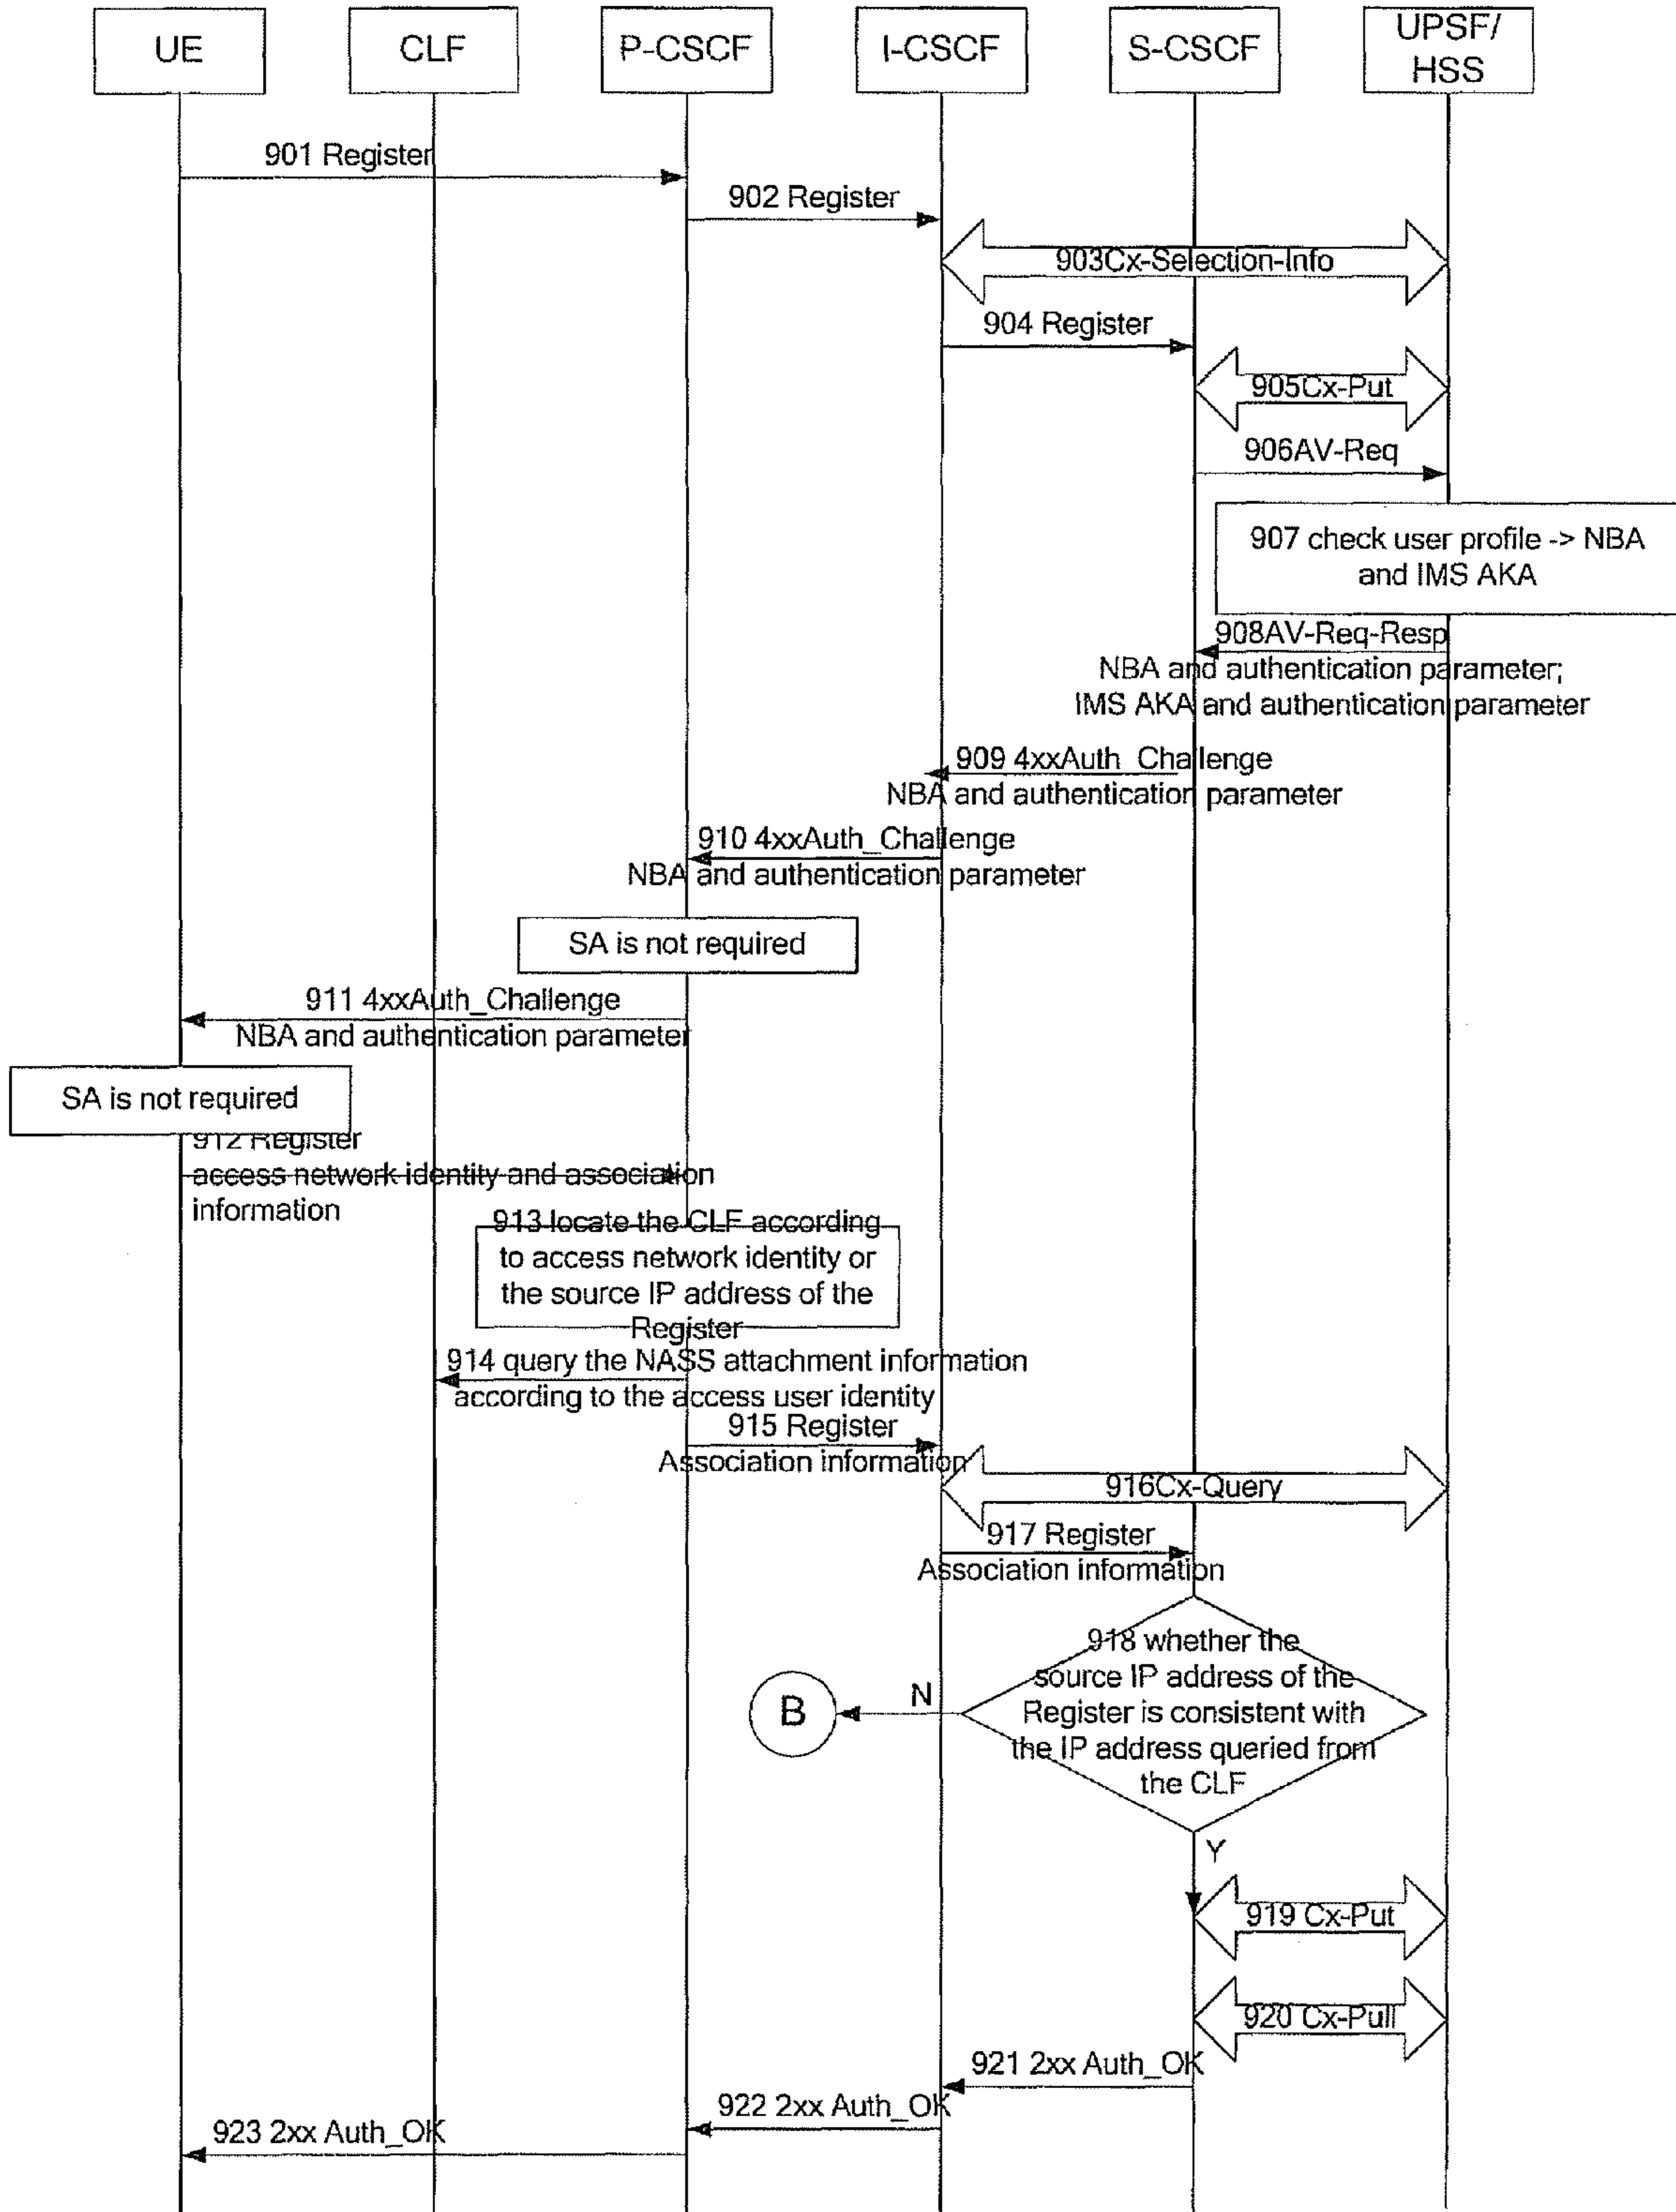 UE
CLF
P-CSCF
I-CSCF
S-CSCF
UPSF/
HSS
901 Register
902 Register
903Cx-Selection-Info
904 Register
905Cx-Put
906AV-Req
907 check user profile -> NBA
and IMS AKA
908AV-Req-Resp
NBA and authentication parameter;
IMS AKA and authentication parameter
909 4xxAuth_Challenge
NBA and authentication parameter
910 4xxAuth_Challenge
NBA and authentication parameter
SA is not required
911 4xxAuth_Challenge
NBA and authentication parameter
SA is not required
912 Register
access network identity and association
information
913 locate the CLF according
to access network identity or
the source IP address of the
Register
914 query the NASS attachment information
according to the access user identity
915 Register
Association information
916Cx-Query
917 Register
Association information
918 whether the
source IP address of the
Register is consistent with
the IP address queried from
the CLF
N
B
Y
919 Cx-Put
920 Cx-Pull
921 2xx Auth_OK
922 2xx Auth_OK
923 2xx Auth_OK